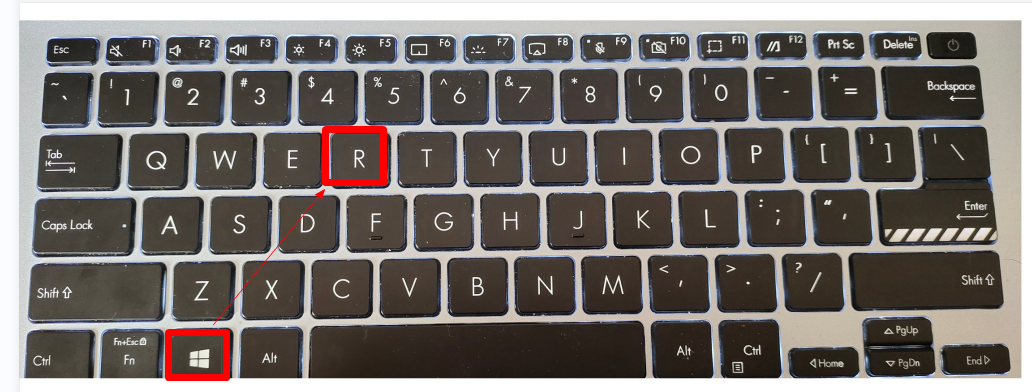 Esc F1 F2 F3 F4 F5 F6 F7 F8 F9 F10 F11 F12 Prt Sc Delete Ins
~ ` ! 1 @ 2 # 3 $ 4 % 5 ^ 6 & 7 * 8 ( 9 ) 0 - + = Backspace
Tab Q W E R T Y U I O P { [ } ] \
Caps Lock A S D F G H J K L : ; " ' Enter
Shift Z X C V B N M < , > . ? / Shift
Ctrl Fn+Esc Fn Alt Alt Ctrl Home PgUp PgDn End